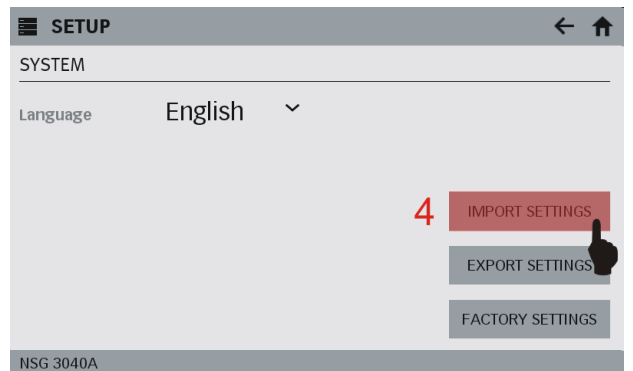 SETUP
SYSTEM
Language English
4 IMPORT SETTINGS
EXPORT SETTINGS
FACTORY SETTINGS
NSG 3040A